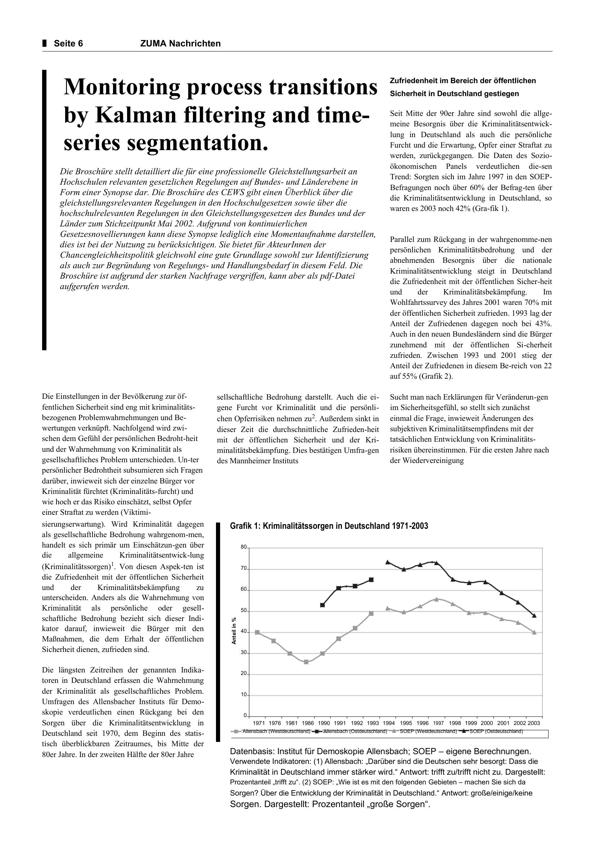 Seite 6
ZUMA Nachrichten
Monitoring process transitions
by Kalman filtering and time-
series segmentation.
Die Broschüre stellt detailliert die für eine professionelle Gleichstellungsarbeit an
Hochschulen relevanten gesetzlichen Regelungen auf Bundes- und Länderebene in
Form einer Synopse dar. Die Broschüre des CEWS gibt einen Überblick über die
gleichstellungsrelevanten Regelungen in den Hochschulgesetzen sowie über die
hochschulrelevanten Regelungen in den Gleichstellungsgesetzen des Bundes und der
Länder zum Stichzeitpunkt Mai 2002. Aufgrund von kontinuierlichen
Gesetzesnovellierungen kann diese Synopse lediglich eine Momentaufnahme darstellen,
dies ist bei der Nutzung zu berücksichtigen. Sie bietet für AkteurInnen der
Chancengleichheitspolitik gleichwohl eine gute Grundlage sowohl zur Identifizierung
als auch zur Begründung von Regelungs- und Handlungsbedarf in diesem Feld. Die
Broschüre ist aufgrund der starken Nachfrage vergriffen, kann aber als pdf-Datei
aufgerufen werden.
Zufriedenheit im Bereich der öffentlichen
Sicherheit in Deutschland gestiegen
Seit Mitte der 90er Jahre sind sowohl die allge-
meine Besorgnis über die Kriminalitätsentwick-
lung in Deutschland als auch die persönliche
Furcht und die Erwartung, Opfer einer Straftat zu
werden, zurückgegangen. Die Daten des Sozio-
ökonomischen Panels verdeutlichen die-sen
Trend: Sorgten sich im Jahre 1997 in den SOEP-
Befragungen noch über 60% der Befrag-ten über
die Kriminalitätsentwicklung in Deutschland, so
waren es 2003 noch 42% (Gra-fik 1).
Parallel zum Rückgang in der wahrgenomme-nen
persönlichen Kriminalitätsbedrohung und der
abnehmenden Besorgnis über die nationale
Kriminalitätsentwicklung steigt in Deutschland
die Zufriedenheit mit der öffentlichen Sicher-heit
und der Kriminalitätsbekämpfung. Im
Wohlfahrtssurvey des Jahres 2001 waren 70% mit
der öffentlichen Sicherheit zufrieden. 1993 lag der
Anteil der Zufriedenen dagegen noch bei 43%.
Auch in den neuen Bundesländern sind die Bürger
zunehmend mit der öffentlichen Si-cherheit
zufrieden. Zwischen 1993 und 2001 stieg der
Anteil der Zufriedenen in diesem Be-reich von 22
auf 55% (Grafik 2).
Die Einstellungen in der Bevölkerung zur öf-
fentlichen Sicherheit sind eng mit kriminalitäts-
bezogenen Problemwahrnehmungen und Be-
wertungen verknüpft. Nachfolgend wird zwi-
schen dem Gefühl der persönlichen Bedroht-heit
und der Wahrnehmung von Kriminalität als
gesellschaftliches Problem unterschieden. Un-ter
persönlicher Bedrohtheit subsumieren sich Fragen
darüber, inwieweit sich der einzelne Bürger vor
Kriminalität fürchtet (Kriminalitäts-furcht) und
wie hoch er das Risiko einschätzt, selbst Opfer
einer Straftat zu werden (Viktimi-
sierungserwartung). Wird Kriminalität dagegen
als gesellschaftliche Bedrohung wahrgenom-men,
handelt es sich primär um Einschätzun-gen über
die allgemeine Kriminalitätsentwick-lung
(Kriminalitätssorgen)1. Von diesen Aspek-ten ist
die Zufriedenheit mit der öffentlichen Sicherheit
und der Kriminalitätsbekämpfung zu
unterscheiden. Anders als die Wahrnehmung von
Kriminalität als persönliche oder gesell-
schaftliche Bedrohung bezieht sich dieser Indi-
kator darauf, inwieweit die Bürger mit den
Maßnahmen, die dem Erhalt der öffentlichen
Sicherheit dienen, zufrieden sind.
Die längsten Zeitreihen der genannten Indika-
toren in Deutschland erfassen die Wahrnehmung
der Kriminalität als gesellschaftliches Problem.
Umfragen des Allensbacher Instituts für Demo-
skopie verdeutlichen einen Rückgang bei den
Sorgen über die Kriminalitätsentwicklung in
Deutschland seit 1970, dem Beginn des statis-
tisch überblickbaren Zeitraumes, bis Mitte der
80er Jahre. In der zweiten Hälfte der 80er Jahre
sellschaftliche Bedrohung darstellt. Auch die ei-
gene Furcht vor Kriminalität und die persönli-
chen Opferrisiken nehmen zu2. Außerdem sinkt in
dieser Zeit die durchschnittliche Zufrieden-heit
mit der öffentlichen Sicherheit und der Kri-
minalitätsbekämpfung. Dies bestätigen Umfra-gen
des Mannheimer Instituts
Sucht man nach Erklärungen für Veränderun-gen
im Sicherheitsgefühl, so stellt sich zunächst
einmal die Frage, inwieweit Änderungen des
subjektiven Kriminalitätsempfindens mit der
tatsächlichen Entwicklung von Kriminalitäts-
risiken übereinstimmen. Für die ersten Jahre nach
der Wiedervereinigung
Grafik 1: Kriminalitätssorgen in Deutschland 1971-2003
Anteil in %
80
70
60
50
40
30
20
10
0
1971 1976 1981 1986 1990 1991 1992 1993 1994 1995 1996 1997 1998 1999 2000 2001 2002 2003
Allensbach (Westdeutschland) Allensbach (Ostdeutschland) SOEP (Westdeutschland) SOEP (Ostdeutschland)
Datenbasis: Institut für Demoskopie Allensbach; SOEP – eigene Berechnungen.
Verwendete Indikatoren: (1) Allensbach: „Darüber sind die Deutschen sehr besorgt: Dass die
Kriminalität in Deutschland immer stärker wird.“ Antwort: trifft zu/trifft nicht zu. Dargestellt:
Prozentanteil „trifft zu“. (2) SOEP: „Wie ist es mit den folgenden Gebieten – machen Sie sich da
Sorgen? Über die Entwicklung der Kriminalität in Deutschland.“ Antwort: große/einige/keine
Sorgen. Dargestellt: Prozentanteil „große Sorgen“.